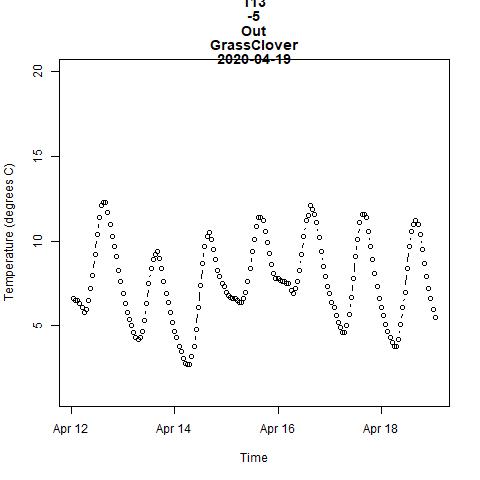 113
-5
Out
GrassClover
2020-04-19
Temperature (degrees C)
20
15
10
5
Apr 12
Apr 14
Apr 16
Apr 18
Time